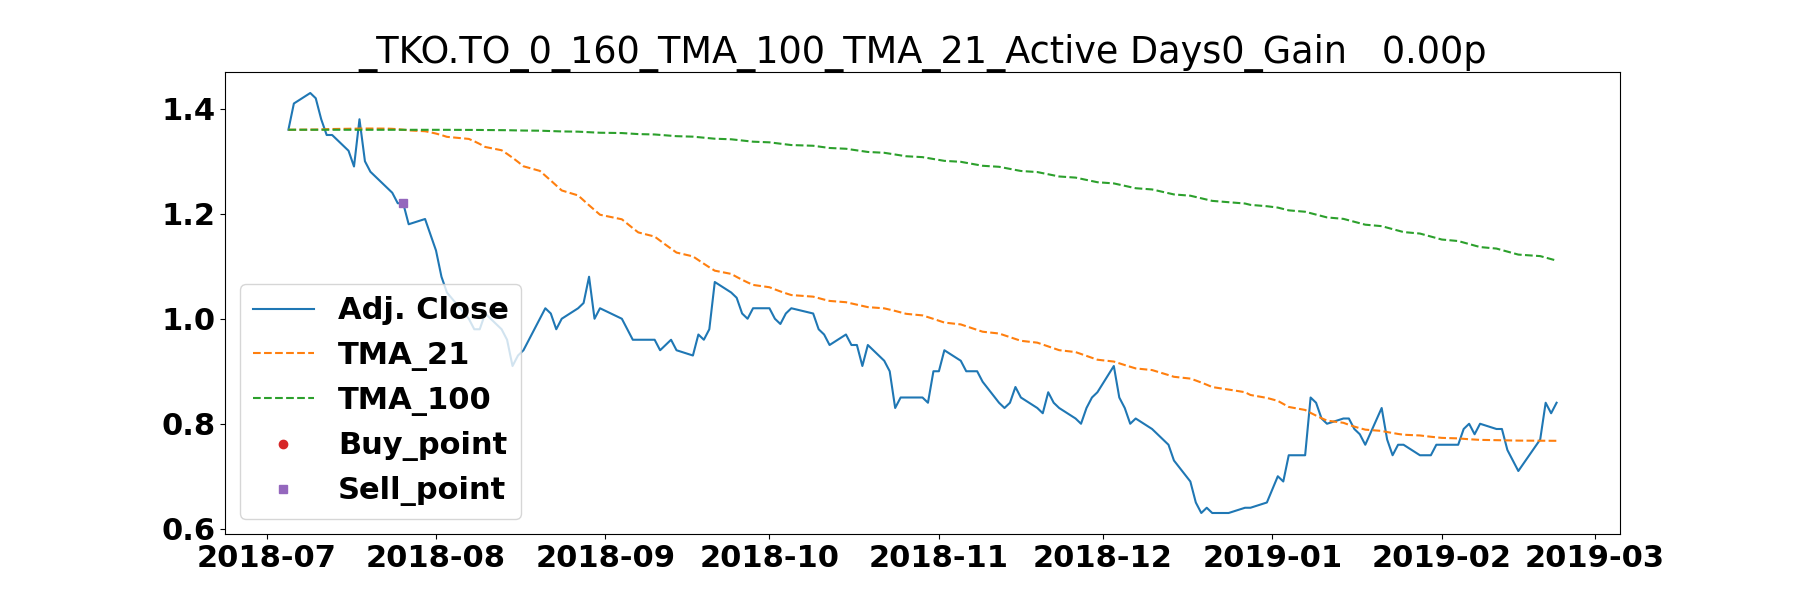 _TKO.TO_0_160_TMA_100_TMA_21_Active Days0_Gain   0.00p
1.4
1.2
1.0
0.8
0.6
Adj. Close
TMA_21
TMA_100
Buy_point
Sell_point
2018-07 2018-08 2018-09 2018-10 2018-11 2018-12 2019-01 2019-02 2019-03